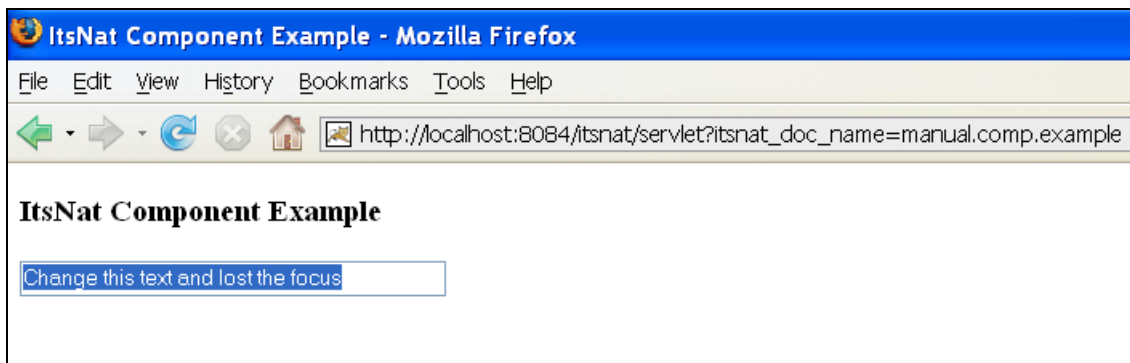 ItsNat Component Example - Mozilla Firefox
File Edit View History Bookmarks Tools Help
http://localhost:8084/itsnat/servlet?itsnat_doc_name=manual.comp.example
ItsNat Component Example
Change this text and lost the focus